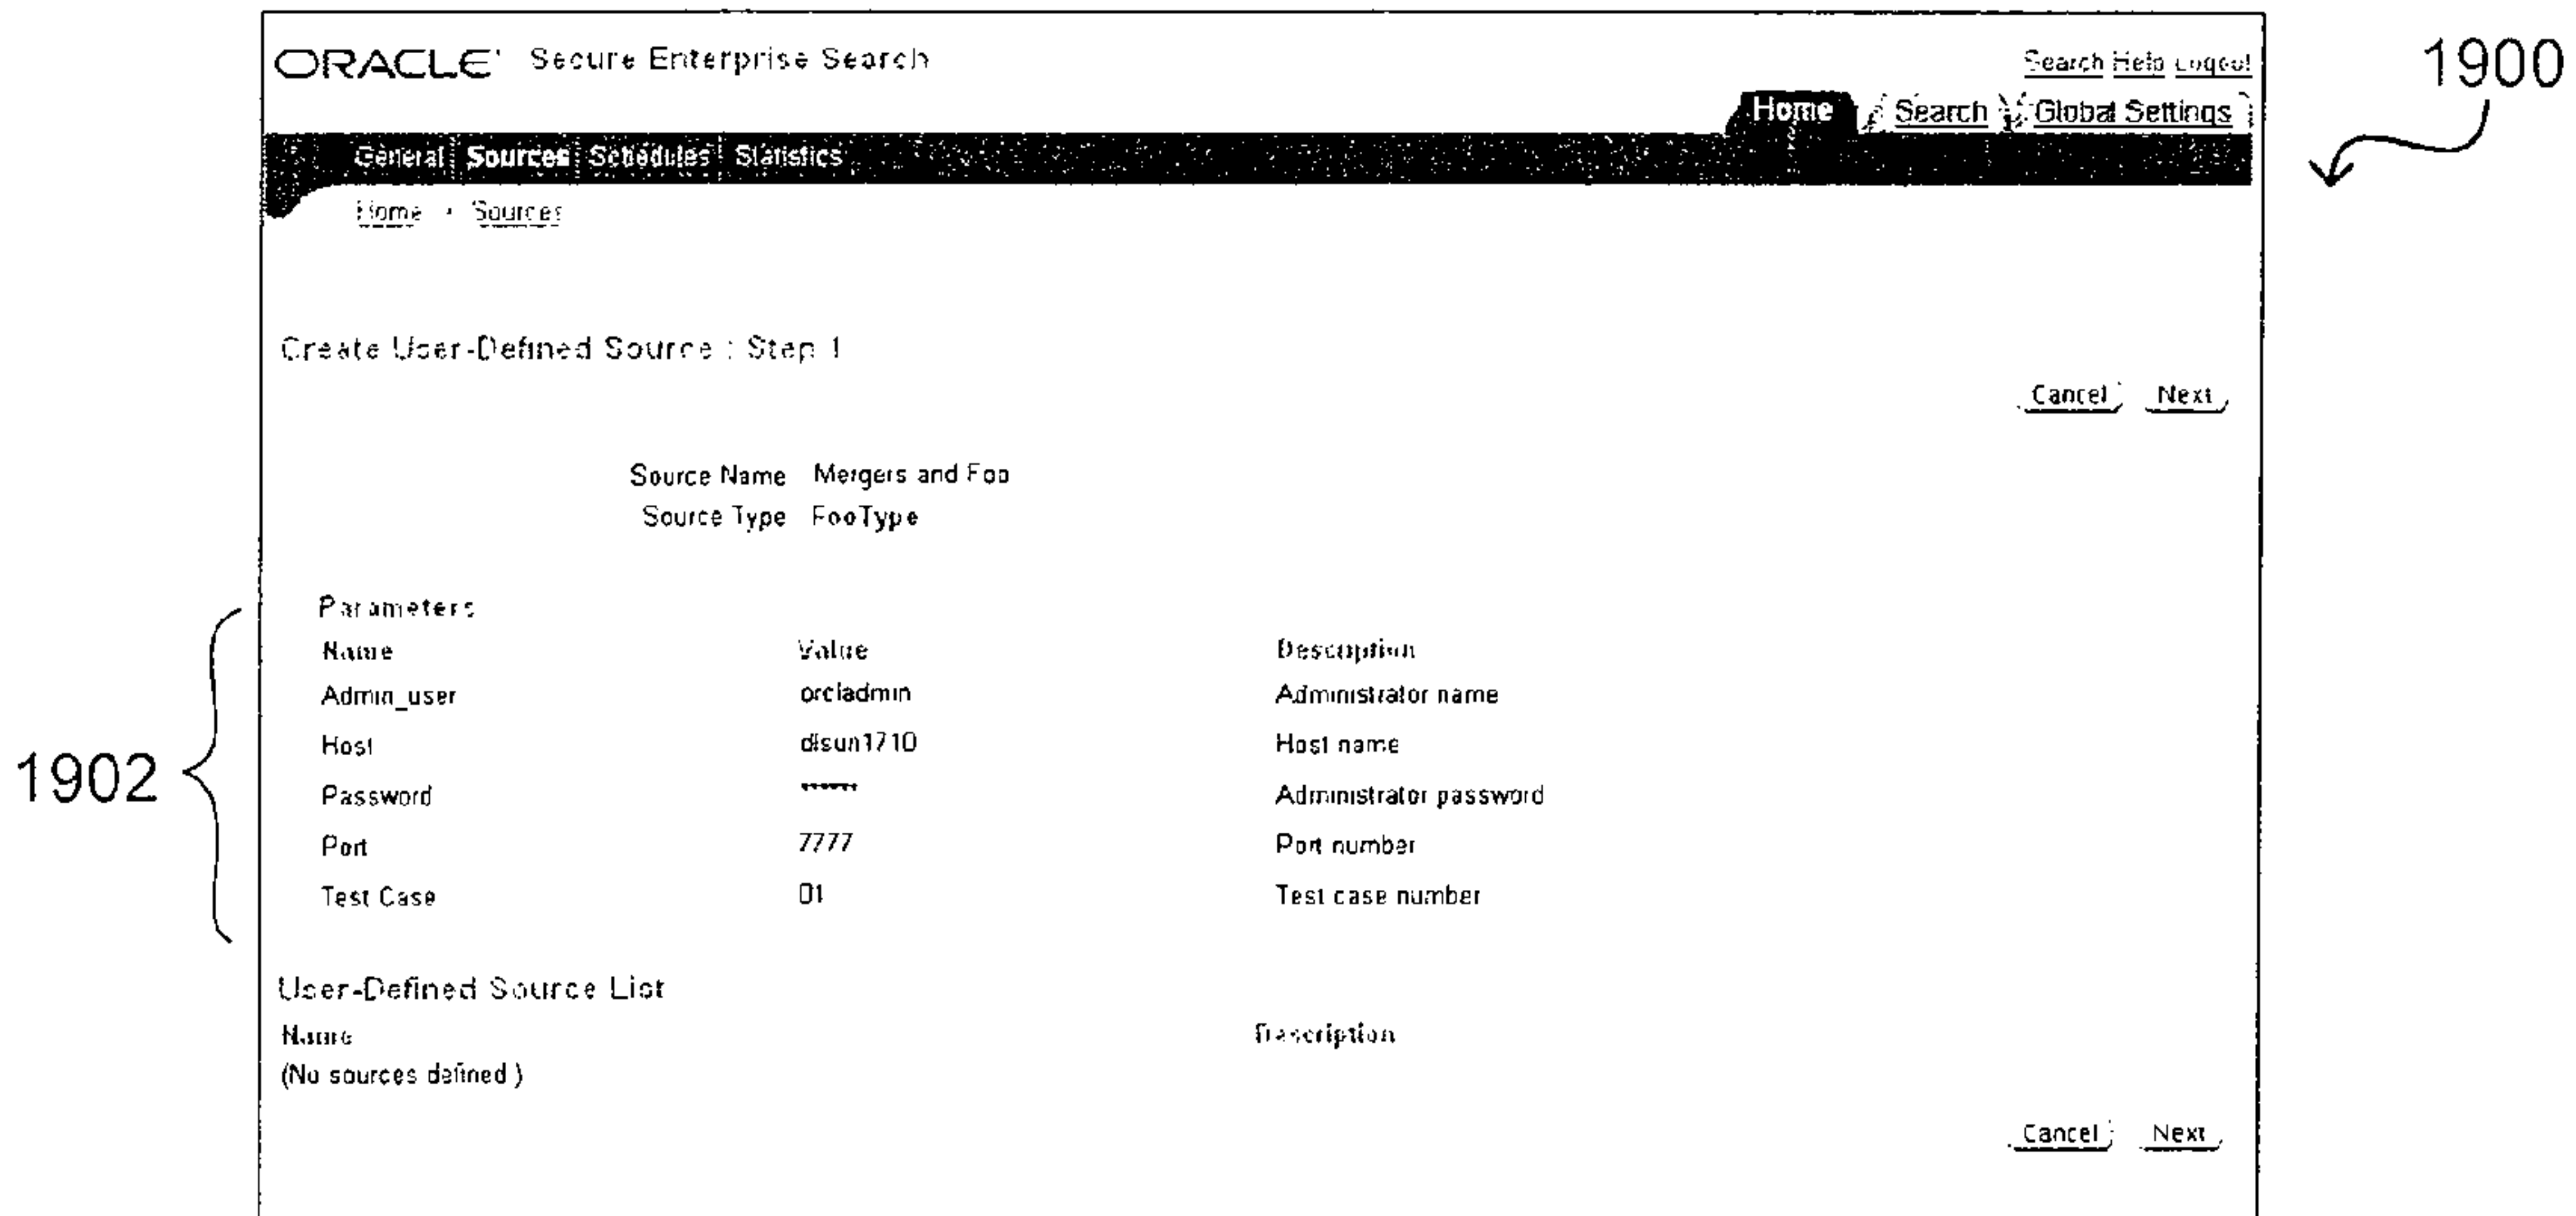 ORACLE Secure Enterprise Search
Search Help Logout
1900
Home Search Global Settings
General Sources Schedules Statistics
Home Sources
Create User-Defined Source : Step 1
Cancel Next
Source Name Mergers and Foo
Source Type FooType
Parameters
Name Value Description
Admin_user orcladmin Administrator name
Host dlsun1710 Host name
1902
Password ****** Administrator password
Port 7777 Port number
Test Case 01 Test case number
User-Defined Source List
Name Description
(No sources defined )
Cancel Next